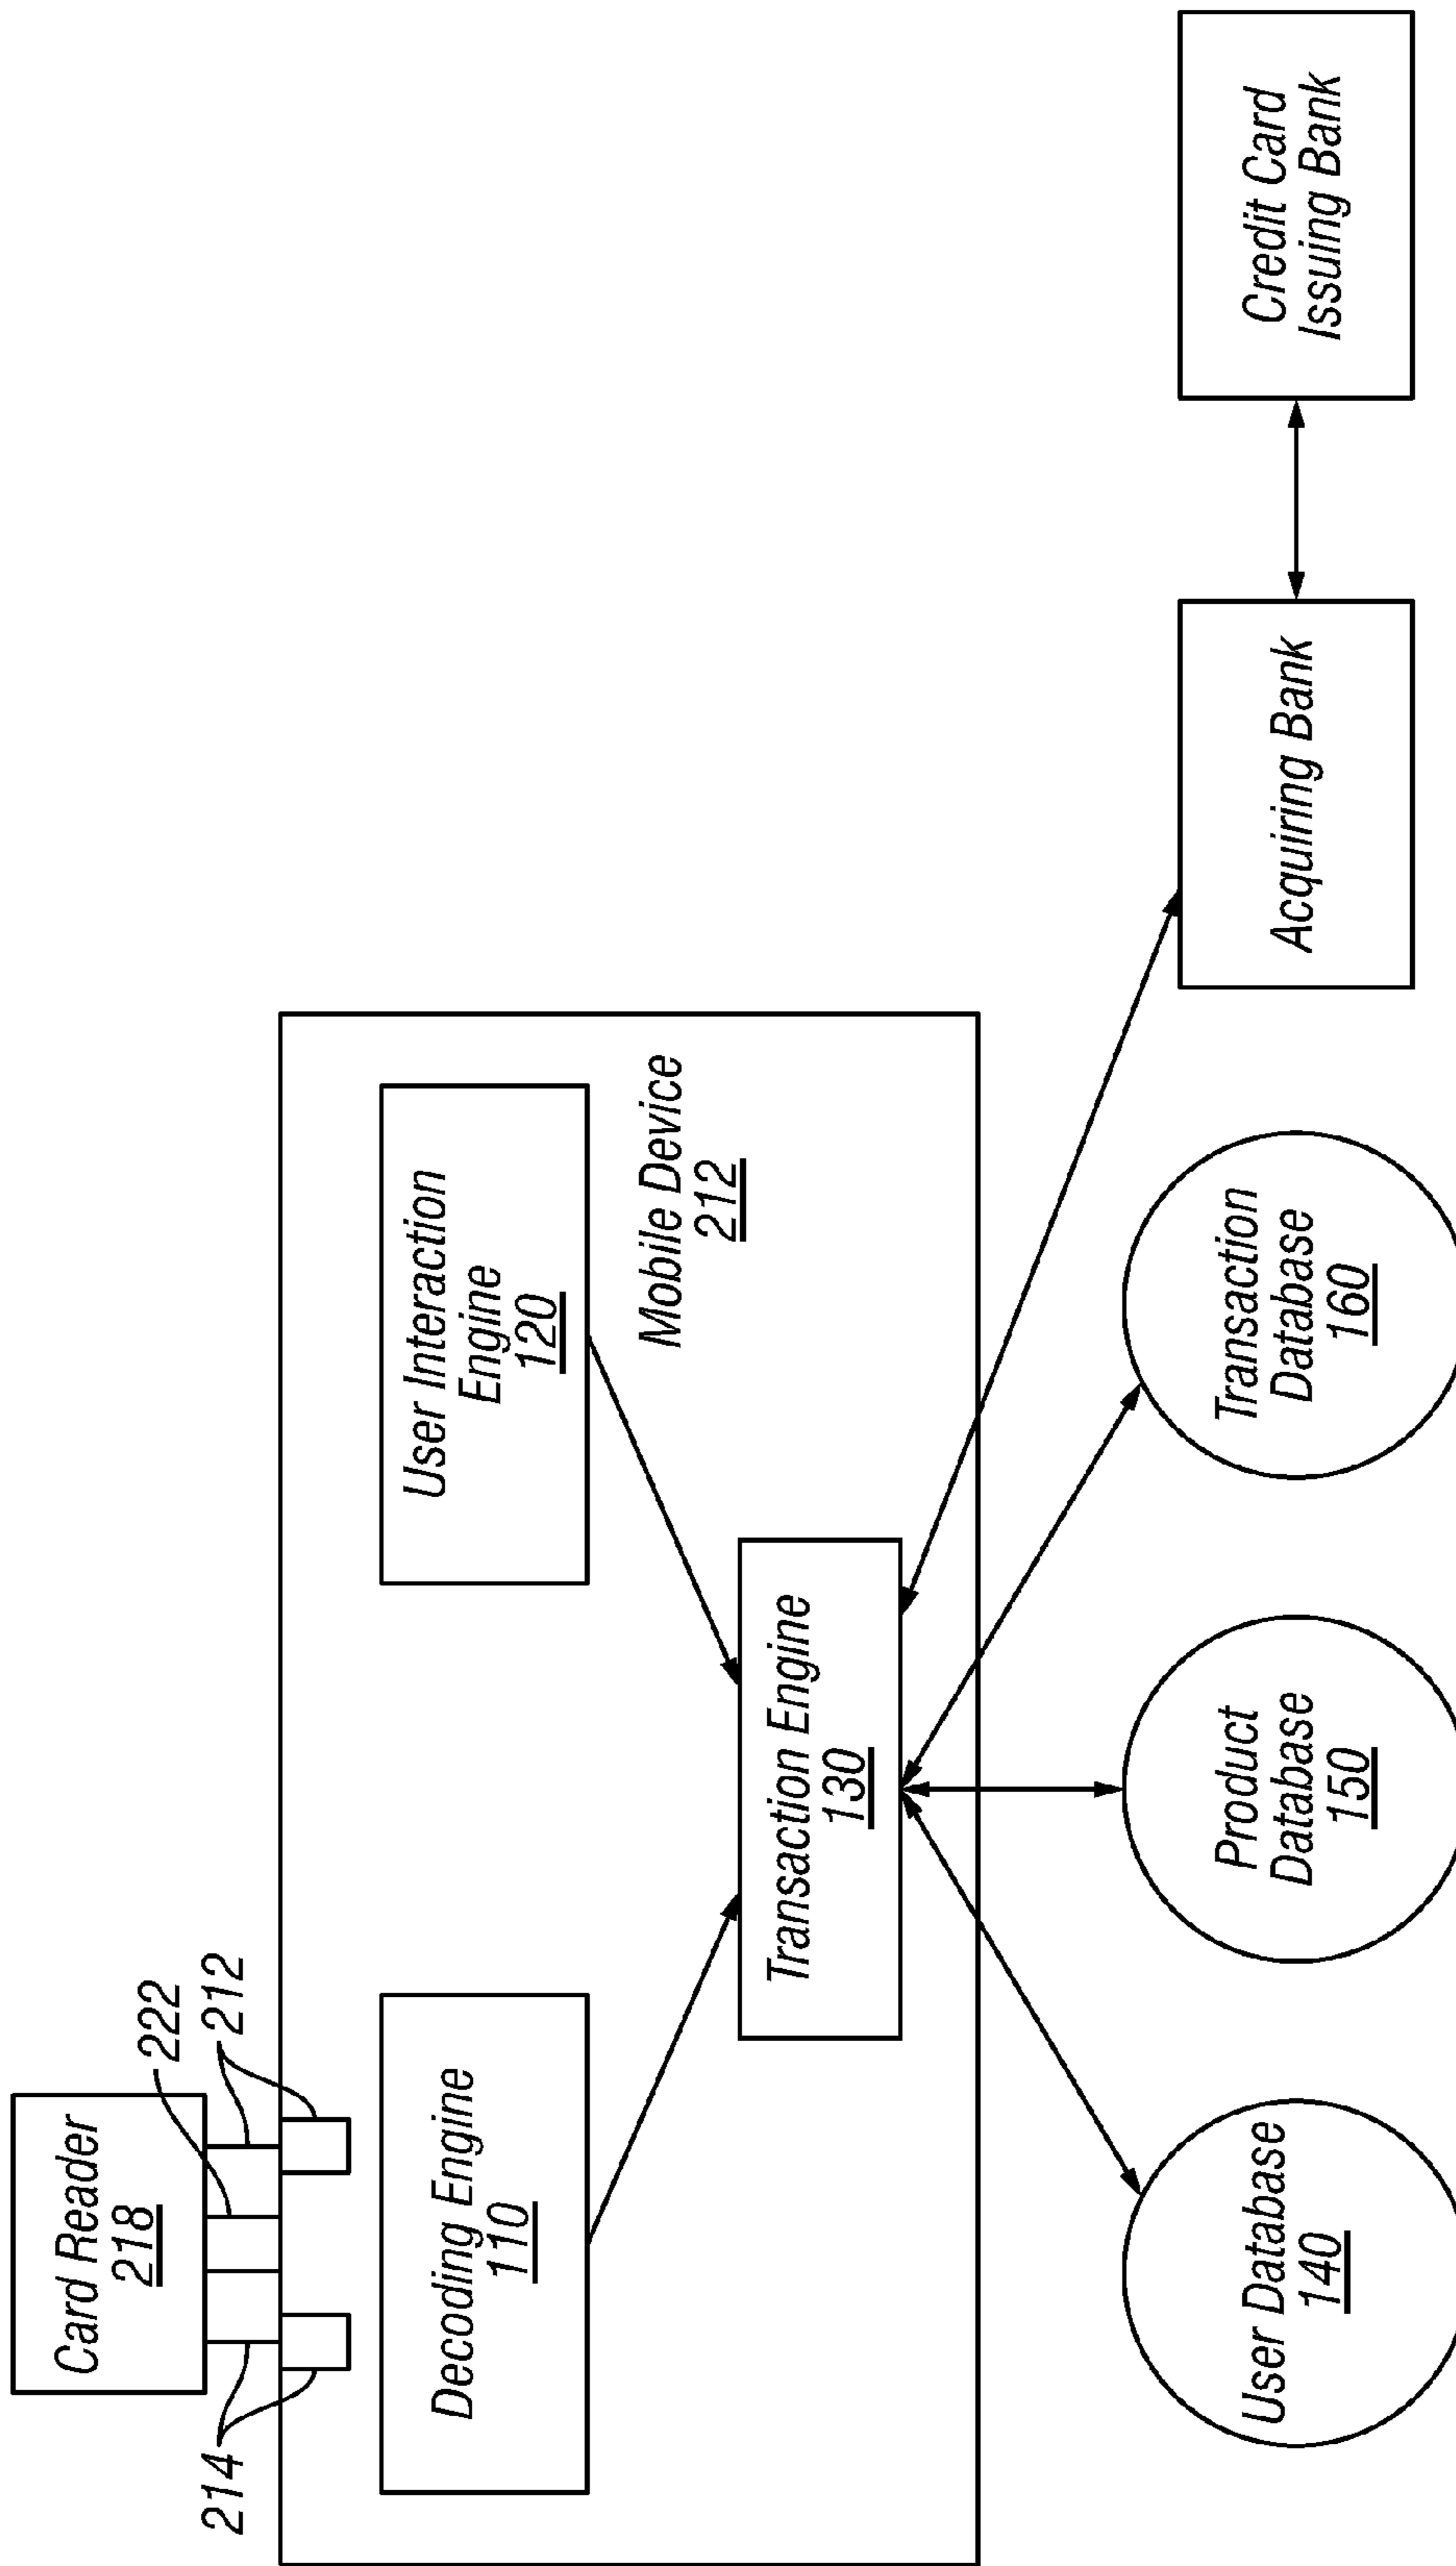 Card Reader
218
222
212
214
Decoding Engine
110
User Interaction
Engine
120
Mobile Device
212
Transaction Engine
130
User Database
140
Product
Database
150
Transaction
Database
160
Acquiring Bank
Credit Card
Issuing Bank